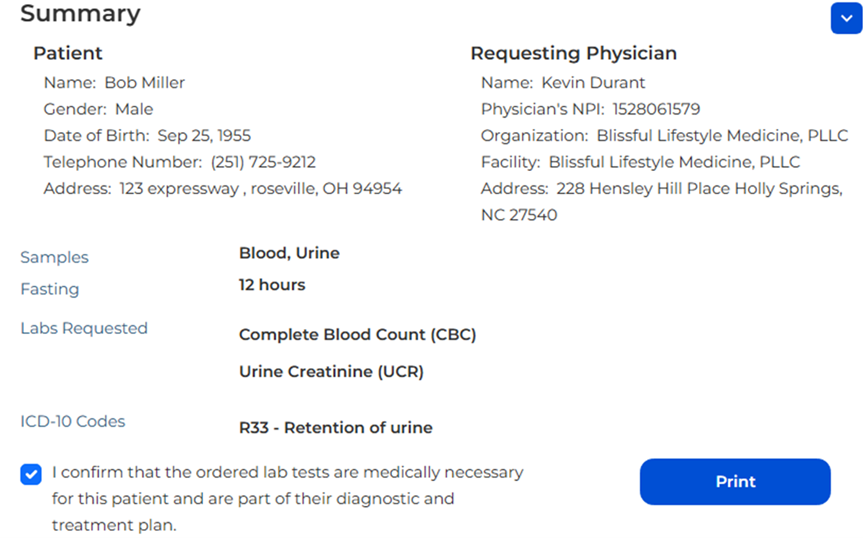 Summary
Patient
Name: Bob Miller
Gender: Male
Date of Birth: Sep 25, 1955
Telephone Number: (251) 725-9212
Address: 123 expressway , roseville, OH 94954
Requesting Physician
Name: Kevin Durant
Physician's NPI: 1528061579
Organization: Blissful Lifestyle Medicine, PLLC
Facility: Blissful Lifestyle Medicine, PLLC
Address: 228 Hensley Hill Place Holly Springs,
NC 27540
Samples Blood, Urine
Fasting 12 hours
Labs Requested Complete Blood Count (CBC)
Urine Creatinine (UCR)
ICD-10 Codes R33 - Retention of urine
I confirm that the ordered lab tests are medically necessary
for this patient and are part of their diagnostic and
treatment plan.
Print